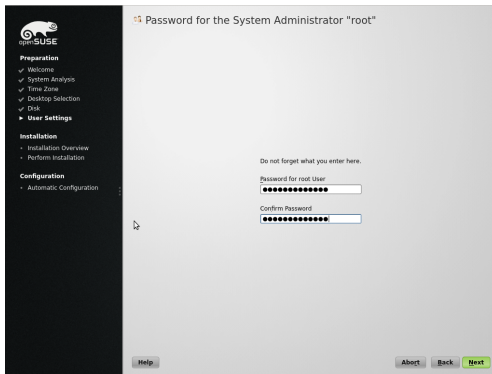 openSUSE
Preparation
Welcome
System Analysis
Time Zone
Desktop Selection
Disk
User Settings
Installation
Installation Overview
Perform Installation
Configuration
Automatic Configuration
Password for the System Administrator "root"
Do not forget what you enter here.
Password for root User
●●●●●●●●●●●●●
Confirm Password
●●●●●●●●●●●●●
Help
Abort
Back
Next